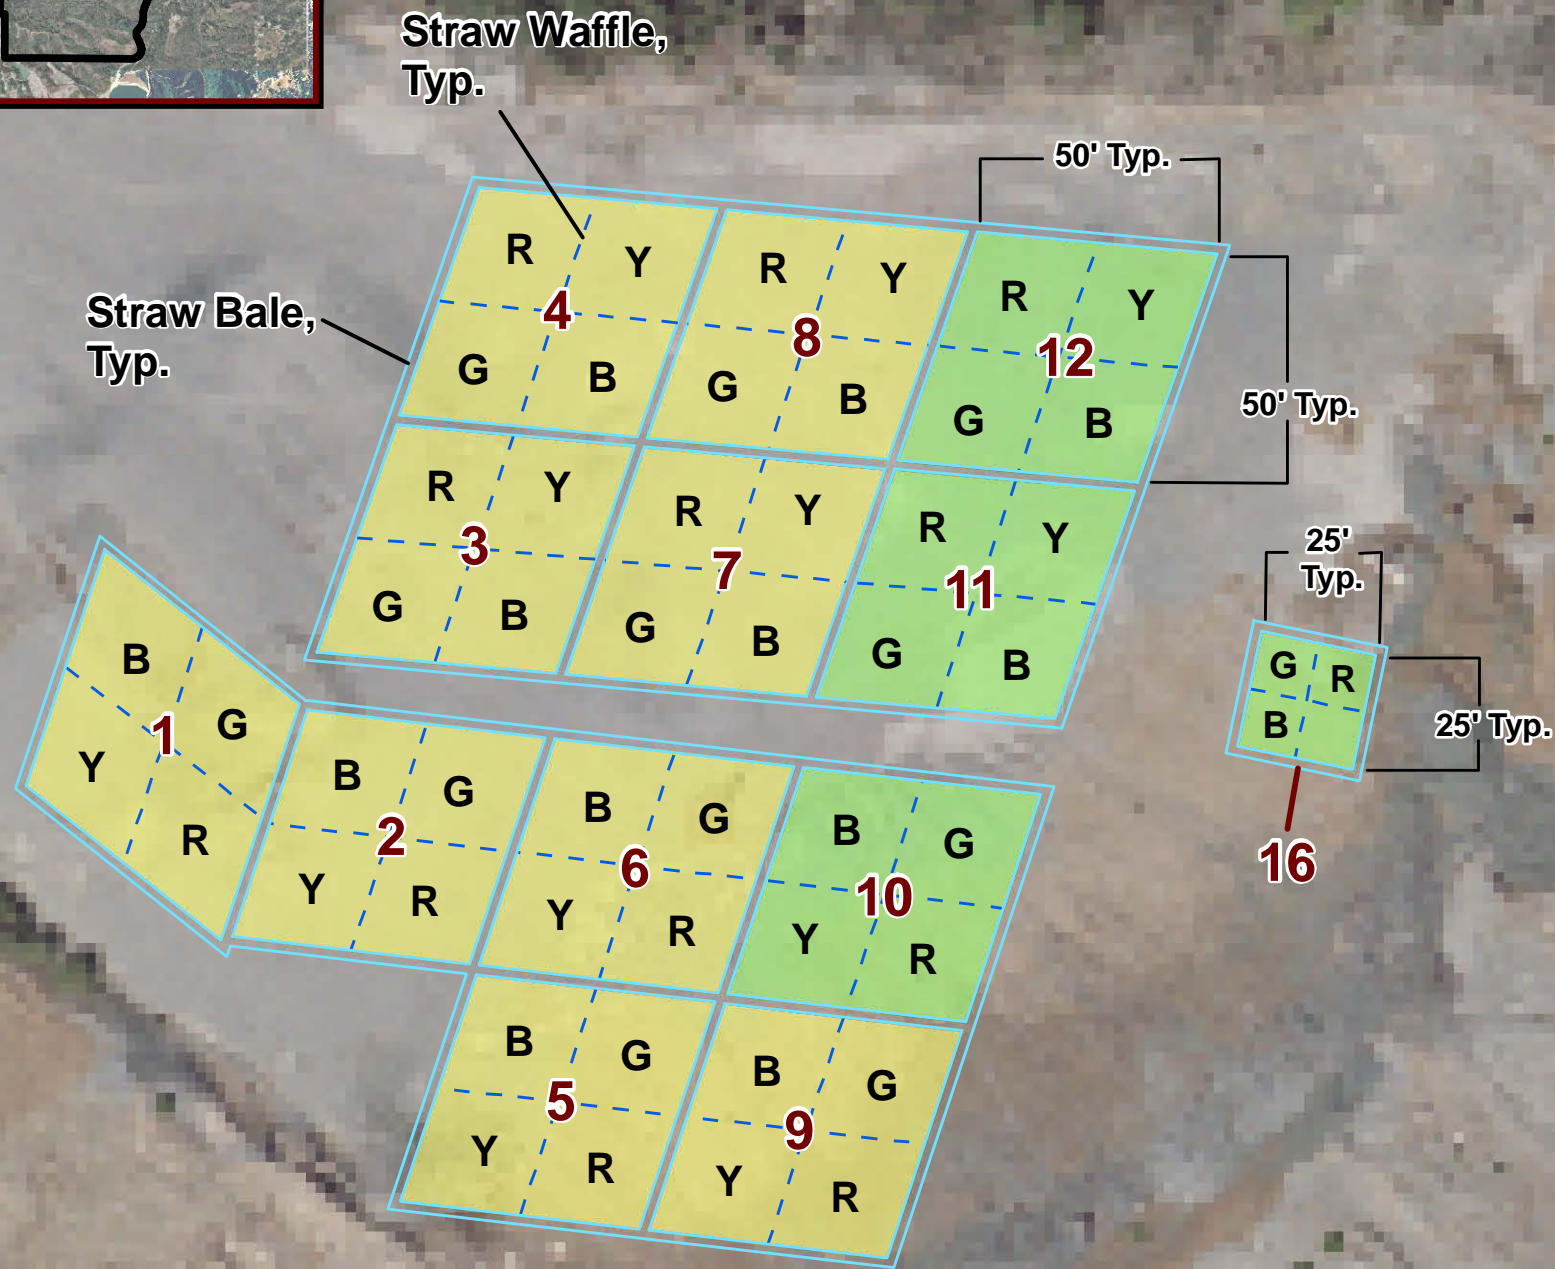 Straw Waffle,
Typ.
50' Typ.
Straw Bale,
Typ.
50' Typ.
R Y
4
G B
R Y
8
G B
R Y
12
G B
R Y
3
G B
R Y
7
G B
R Y
11
G B
25'
Typ.
25' Typ.
G R
B
16
B
G
1
Y
R
B G
2
Y R
B G
6
Y R
B G
10
Y R
B G
5
Y R
B G
9
Y R